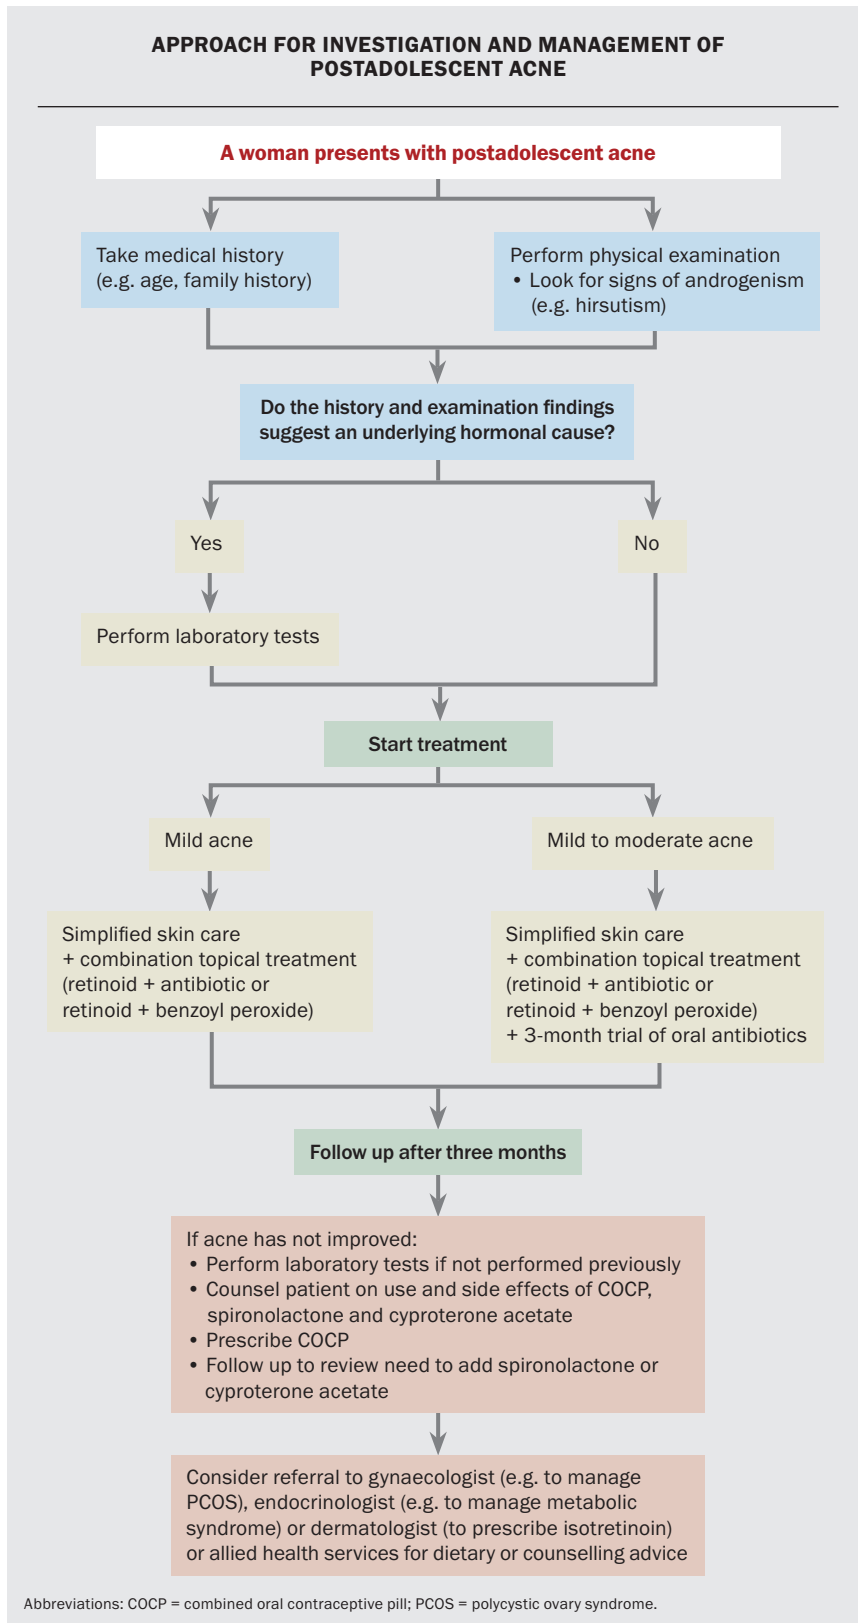 APPROACH FOR INVESTIGATION AND MANAGEMENT OF
POSTADOLESCENT ACNE
A woman presents with postadolescent acne
Take medical history
(e.g. age, family history)
Perform physical examination
• Look for signs of androgenism
(e.g. hirsutism)
Do the history and examination findings
suggest an underlying hormonal cause?
Yes
No
Perform laboratory tests
Start treatment
Mild acne
Mild to moderate acne
Simplified skin care
+ combination topical treatment
(retinoid + antibiotic or
retinoid + benzoyl peroxide)
Simplified skin care
+ combination topical treatment
(retinoid + antibiotic or
retinoid + benzoyl peroxide)
+ 3-month trial of oral antibiotics
Follow up after three months
If acne has not improved:
• Perform laboratory tests if not performed previously
• Counsel patient on use and side effects of COCP,
spironolactone and cyproterone acetate
• Prescribe COCP
• Follow up to review need to add spironolactone or
cyproterone acetate
Consider referral to gynaecologist (e.g. to manage
PCOS), endocrinologist (e.g. to manage metabolic
syndrome) or dermatologist (to prescribe isotretinoin)
or allied health services for dietary or counselling advice
Abbreviations: COCP = combined oral contraceptive pill; PCOS = polycystic ovary syndrome.